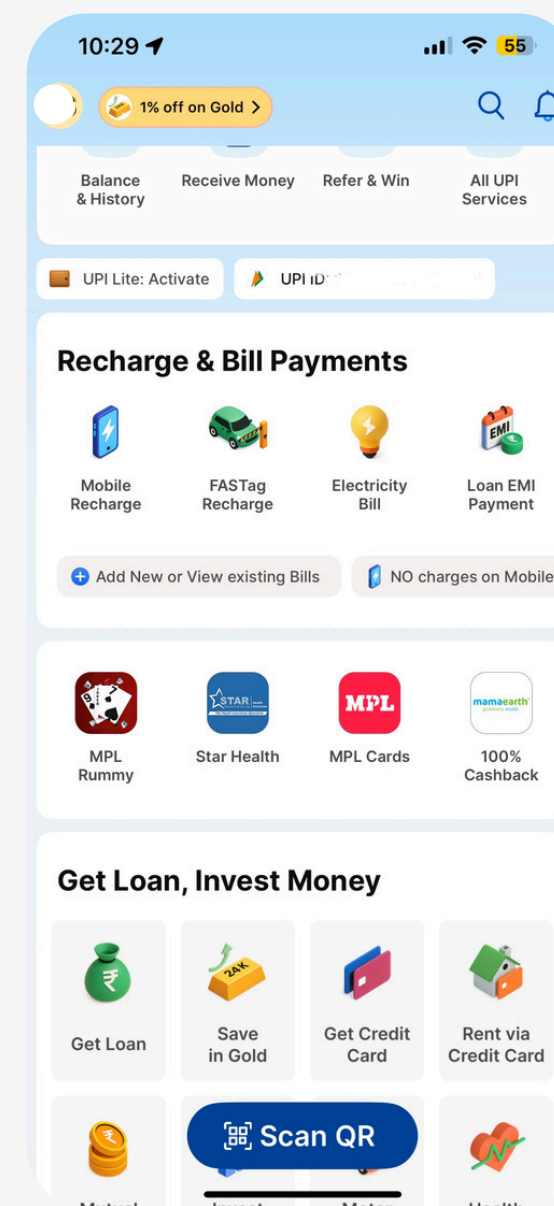 10:29
55
1% off on Gold >
Balance
& History
Receive Money
Refer & Win
All UPI
Services
UPI Lite: Activate
UPI ID:
Recharge & Bill Payments
Mobile
Recharge
FASTag
Recharge
Electricity
Bill
EMI
Loan EMI
Payment
Add New or View existing Bills
NO charges on Mobile
MPL
Rummy
STAR
Star Health
MPL
MPL Cards
mamaearth
100%
Cashback
Get Loan, Invest Money
₹
Get Loan
24K
Save
in Gold
Get Credit
Card
Rent via
Credit Card
₹
Scan QR